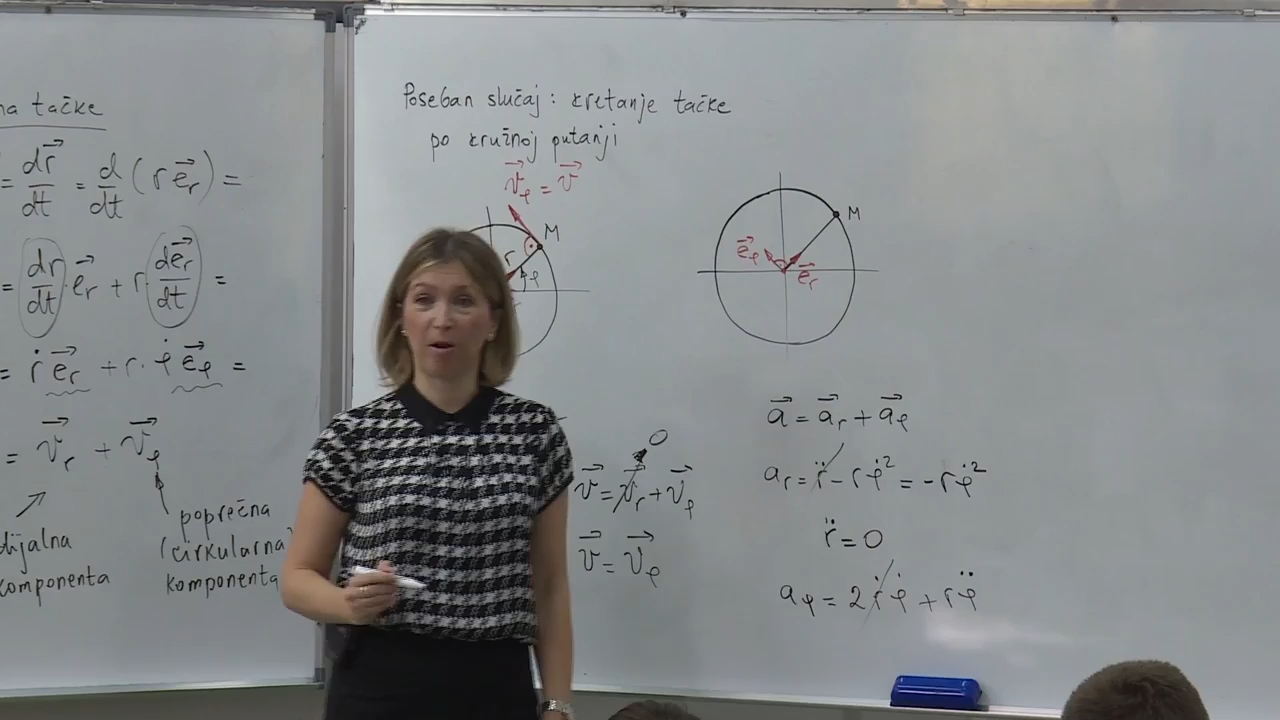 na tačke
= dr⃗/dt = d/dt (r e⃗r) =
= dr/dt · e⃗r + r · de⃗r/dt =
= ṙ e⃗r + r · φ̇ e⃗φ =
= v⃗r + v⃗φ
dijalna
komponenta
poprečna
(cirkularna
komponenta
Poseban slučaj: kretanje tačke
po kružnoj putanji
v⃗φ = v⃗
M
r
φ
0
v⃗ = v⃗r + v⃗φ
v⃗ = v⃗φ
M
e⃗φ
e⃗r
a⃗ = a⃗r + a⃗φ
ar = r̈ - rφ̇² = -rφ̇²
r̈ = 0
aφ = 2ṙφ̇ + rφ̈